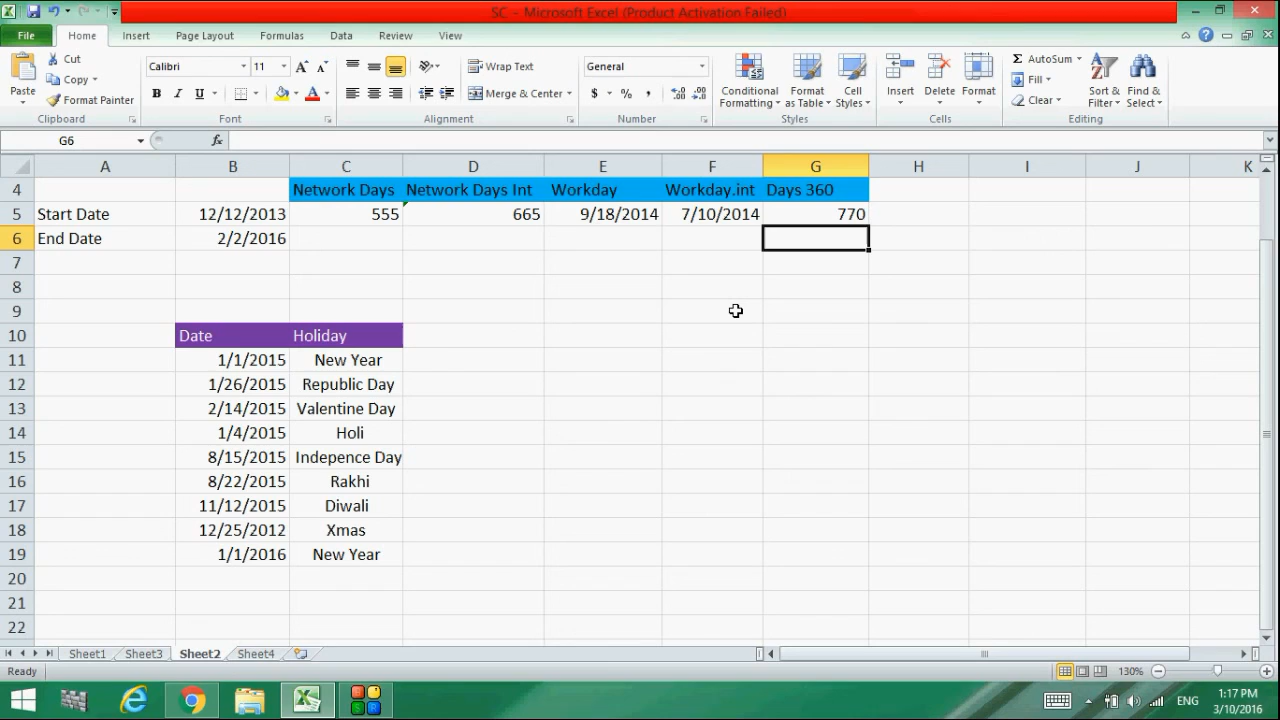 SC - Microsoft Excel (Product Activation Failed)
File Home Insert Page Layout Formulas Data Review View
Paste Cut Copy Format Painter Clipboard
Calibri 11 A A B I U A Font
Wrap Text Merge & Center Alignment
General $ % , .0 .00 Number
Conditional Formatting Format as Table Cell Styles Styles
Insert Delete Format Cells
Σ AutoSum Fill Clear Sort & Filter Find & Select Editing
G6 fx
A B C D E F G H I J K
4 Network Days Network Days Int Workday Workday.int Days 360
5 Start Date 12/12/2013 555 665 9/18/2014 7/10/2014 770
6 End Date 2/2/2016
7
8
9
10 Date Holiday
11 1/1/2015 New Year
12 1/26/2015 Republic Day
13 2/14/2015 Valentine Day
14 1/4/2015 Holi
15 8/15/2015 Indepence Day
16 8/22/2015 Rakhi
17 11/12/2015 Diwali
18 12/25/2012 Xmas
19 1/1/2016 New Year
20
21
22
Sheet1 Sheet3 Sheet2 Sheet4
Ready 130%
ENG 1:17 PM
3/10/2016